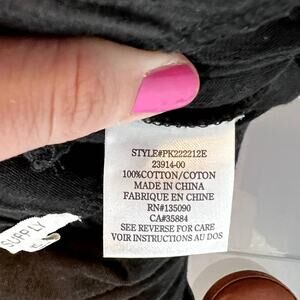 STYLE#PK222212E
23914-00
100%COTTON/COTON
MADE IN CHINA
FABRIQUE EN CHINE
RN#135090
CA#35884
SEE REVERSE FOR CARE
VOIR INSTRUCTIONS AU DOS
SUPPLY